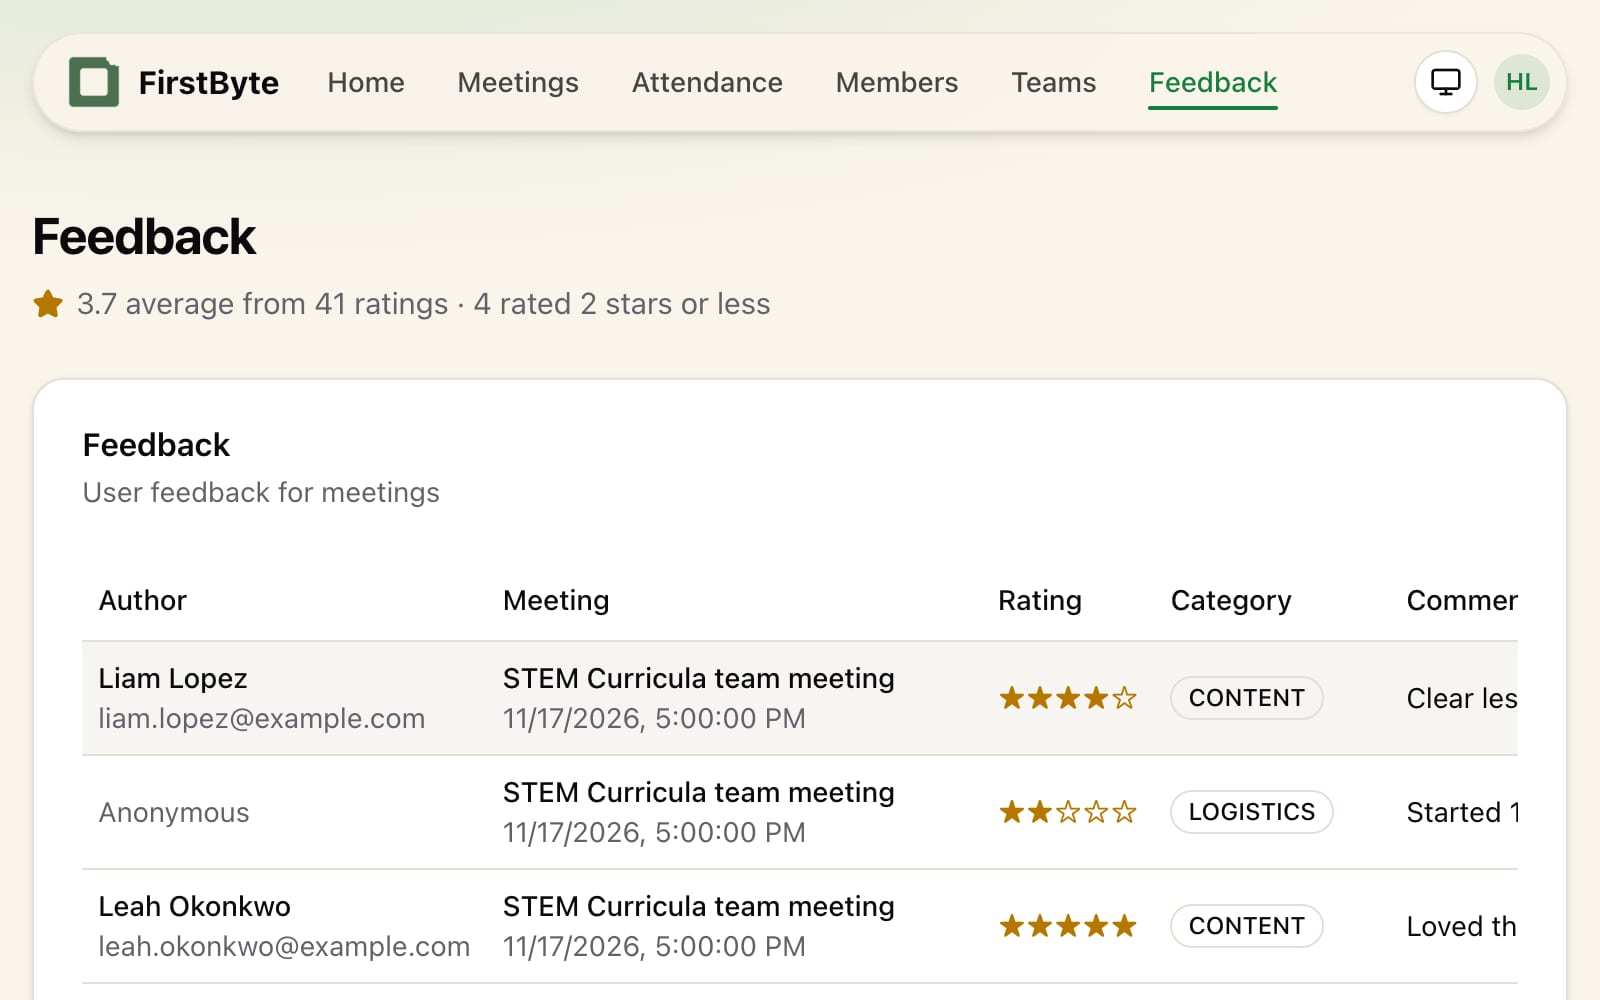 FirstByte Home Meetings Attendance Members Teams Feedback HL
Feedback
3.7 average from 41 ratings · 4 rated 2 stars or less
Feedback
User feedback for meetings
Author Meeting Rating Category
Liam Lopez STEM Curricula team meeting CONTENT Clear
liam.lopez@example.com 11/17/2026, 5:00:00 PM
Anonymous STEM Curricula team meeting LOGISTICS Started
11/17/2026, 5:00:00 PM
Leah Okonkwo STEM Curricula team meeting CONTENT Loved
leah.okonkwo@example.com 11/17/2026, 5:00:00 PM